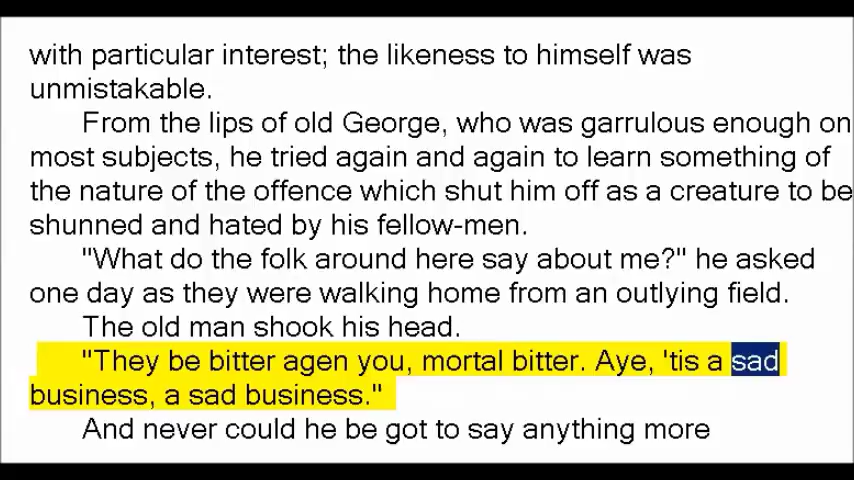 with particular interest; the likeness to himself was
unmistakable.
From the lips of old George, who was garrulous enough on
most subjects, he tried again and again to learn something of
the nature of the offence which shut him off as a creature to be
shunned and hated by his fellow-men.
"What do the folk around here say about me?" he asked
one day as they were walking home from an outlying field.
The old man shook his head.
"They be bitter agen you, mortal bitter. Aye, 'tis a sad
business, a sad business."
And never could he be got to say anything more